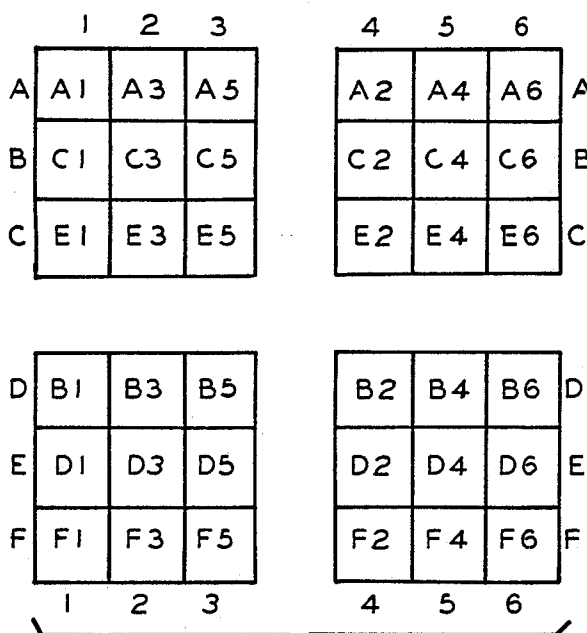 1 2 3 4 5 6
A A1 A3 A5 A2 A4 A6 A
B C1 C3 C5 C2 C4 C6 B
C E1 E3 E5 E2 E4 E6 C
D B1 B3 B5 B2 B4 B6 D
E D1 D3 D5 D2 D4 D6 E
F F1 F3 F5 F2 F4 F6 F
1 2 3 4 5 6